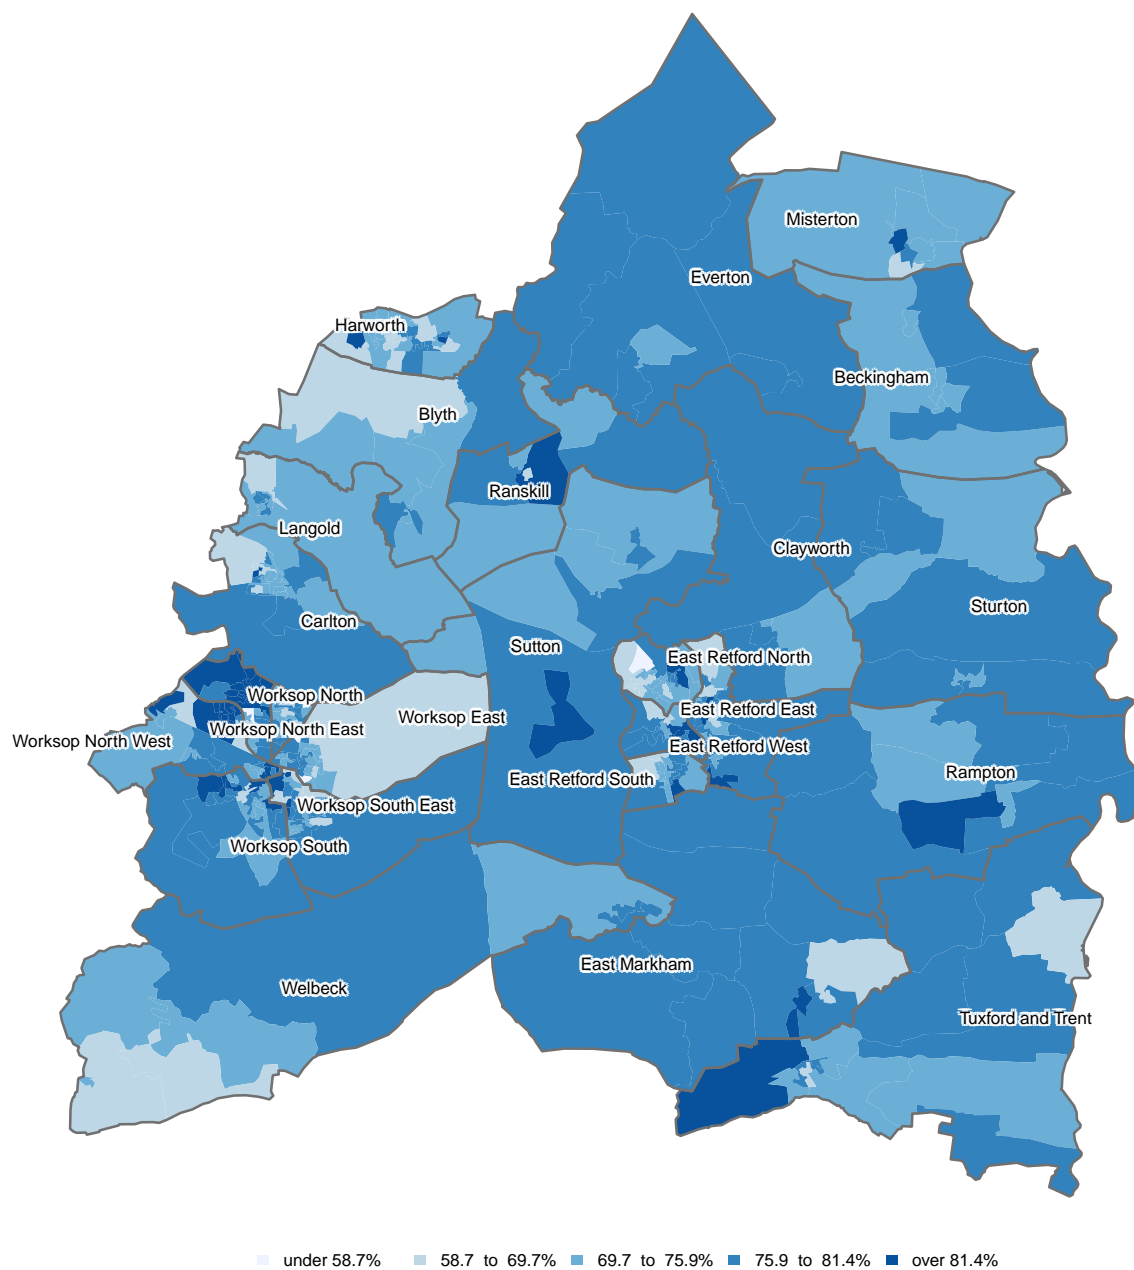 Misterton
Everton
Harworth
Beckingham
Blyth
Ranskill
Langold
Clayworth
Sturton
Carlton
Sutton
East Retford North
Worksop North
East Retford East
Worksop East
Worksop North East
Worksop North West
East Retford West
Rampton
East Retford South
Worksop South East
Worksop South
East Markham
Welbeck
Tuxford and Trent
under 58.7% 58.7 to 69.7% 69.7 to 75.9% 75.9 to 81.4% over 81.4%